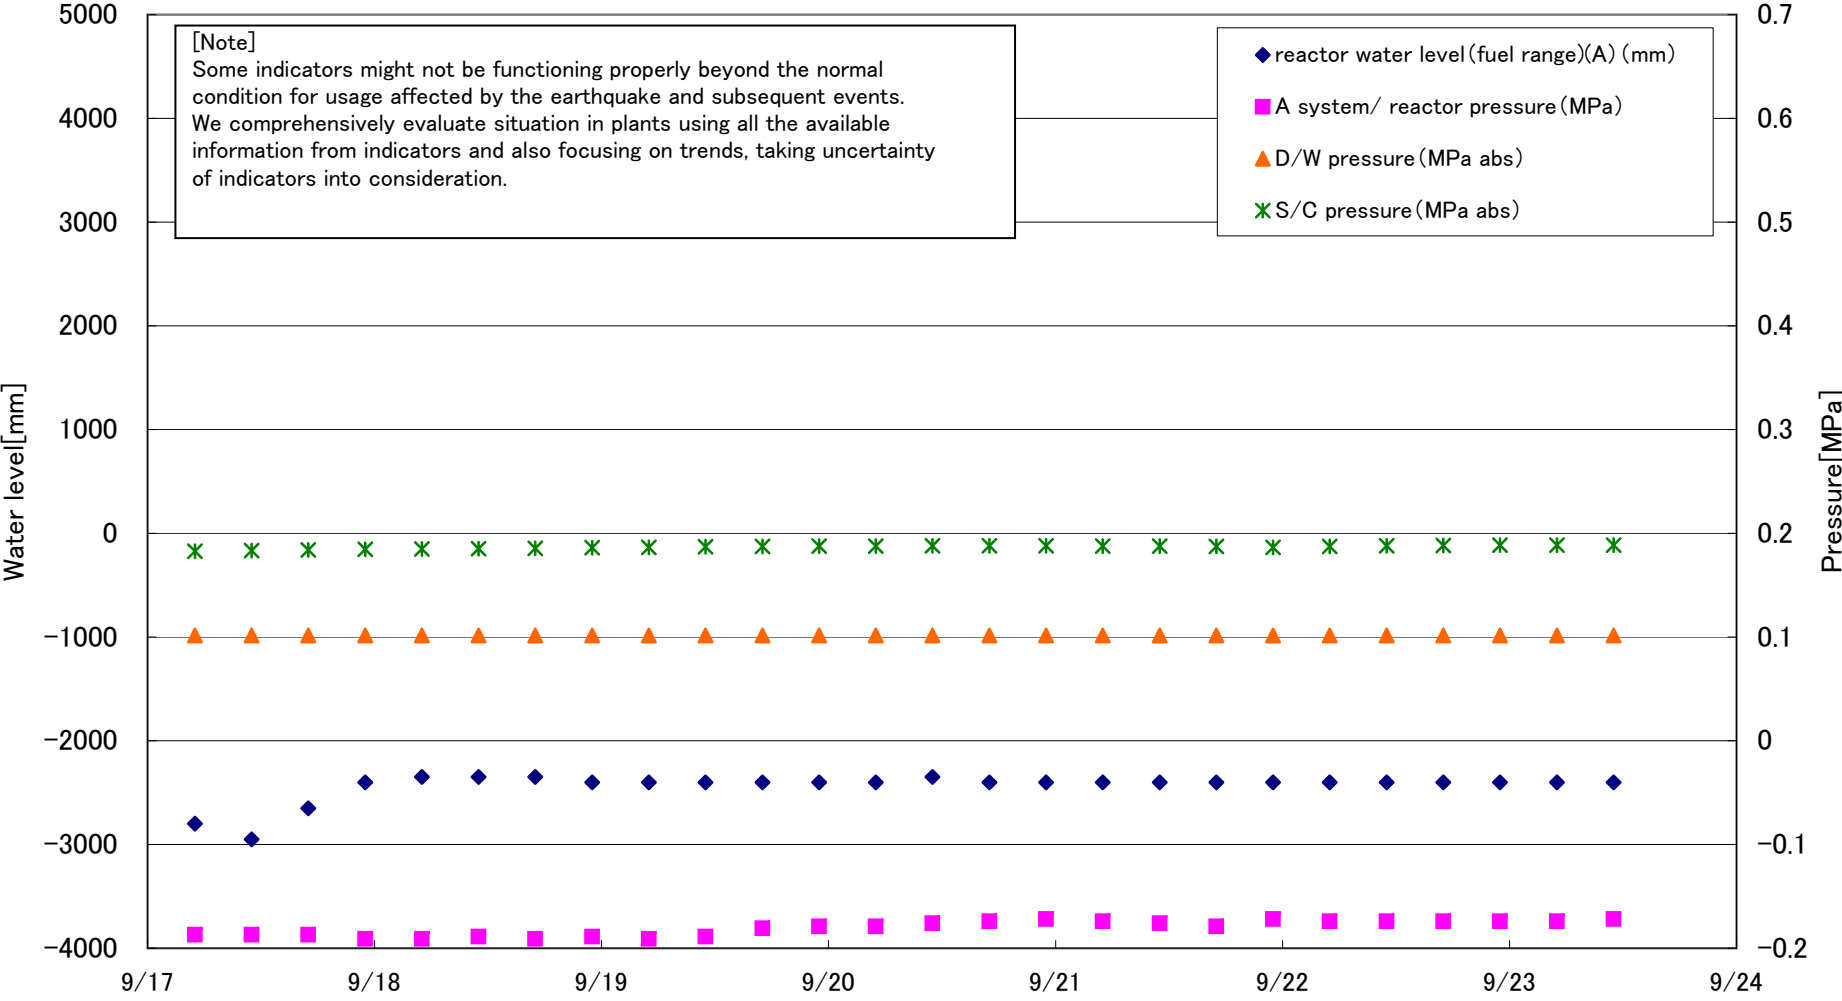 [Note]
Some indicators might not be functioning properly beyond the normal
condition for usage affected by the earthquake and subsequent events.
We comprehensively evaluate situation in plants using all the available
information from indicators and also focusing on trends, taking uncertainty
of indicators into consideration.
reactor water level(fuel range)(A) (mm)
A system/ reactor pressure(MPa)
D/W pressure(MPa abs)
S/C pressure(MPa abs)
Water level[mm]
5000
4000
3000
2000
1000
0
-1000
-2000
-3000
-4000
Pressure[MPa]
0.7
0.6
0.5
0.4
0.3
0.2
0.1
0
-0.1
-0.2
9/17
9/18
9/19
9/20
9/21
9/22
9/23
9/24